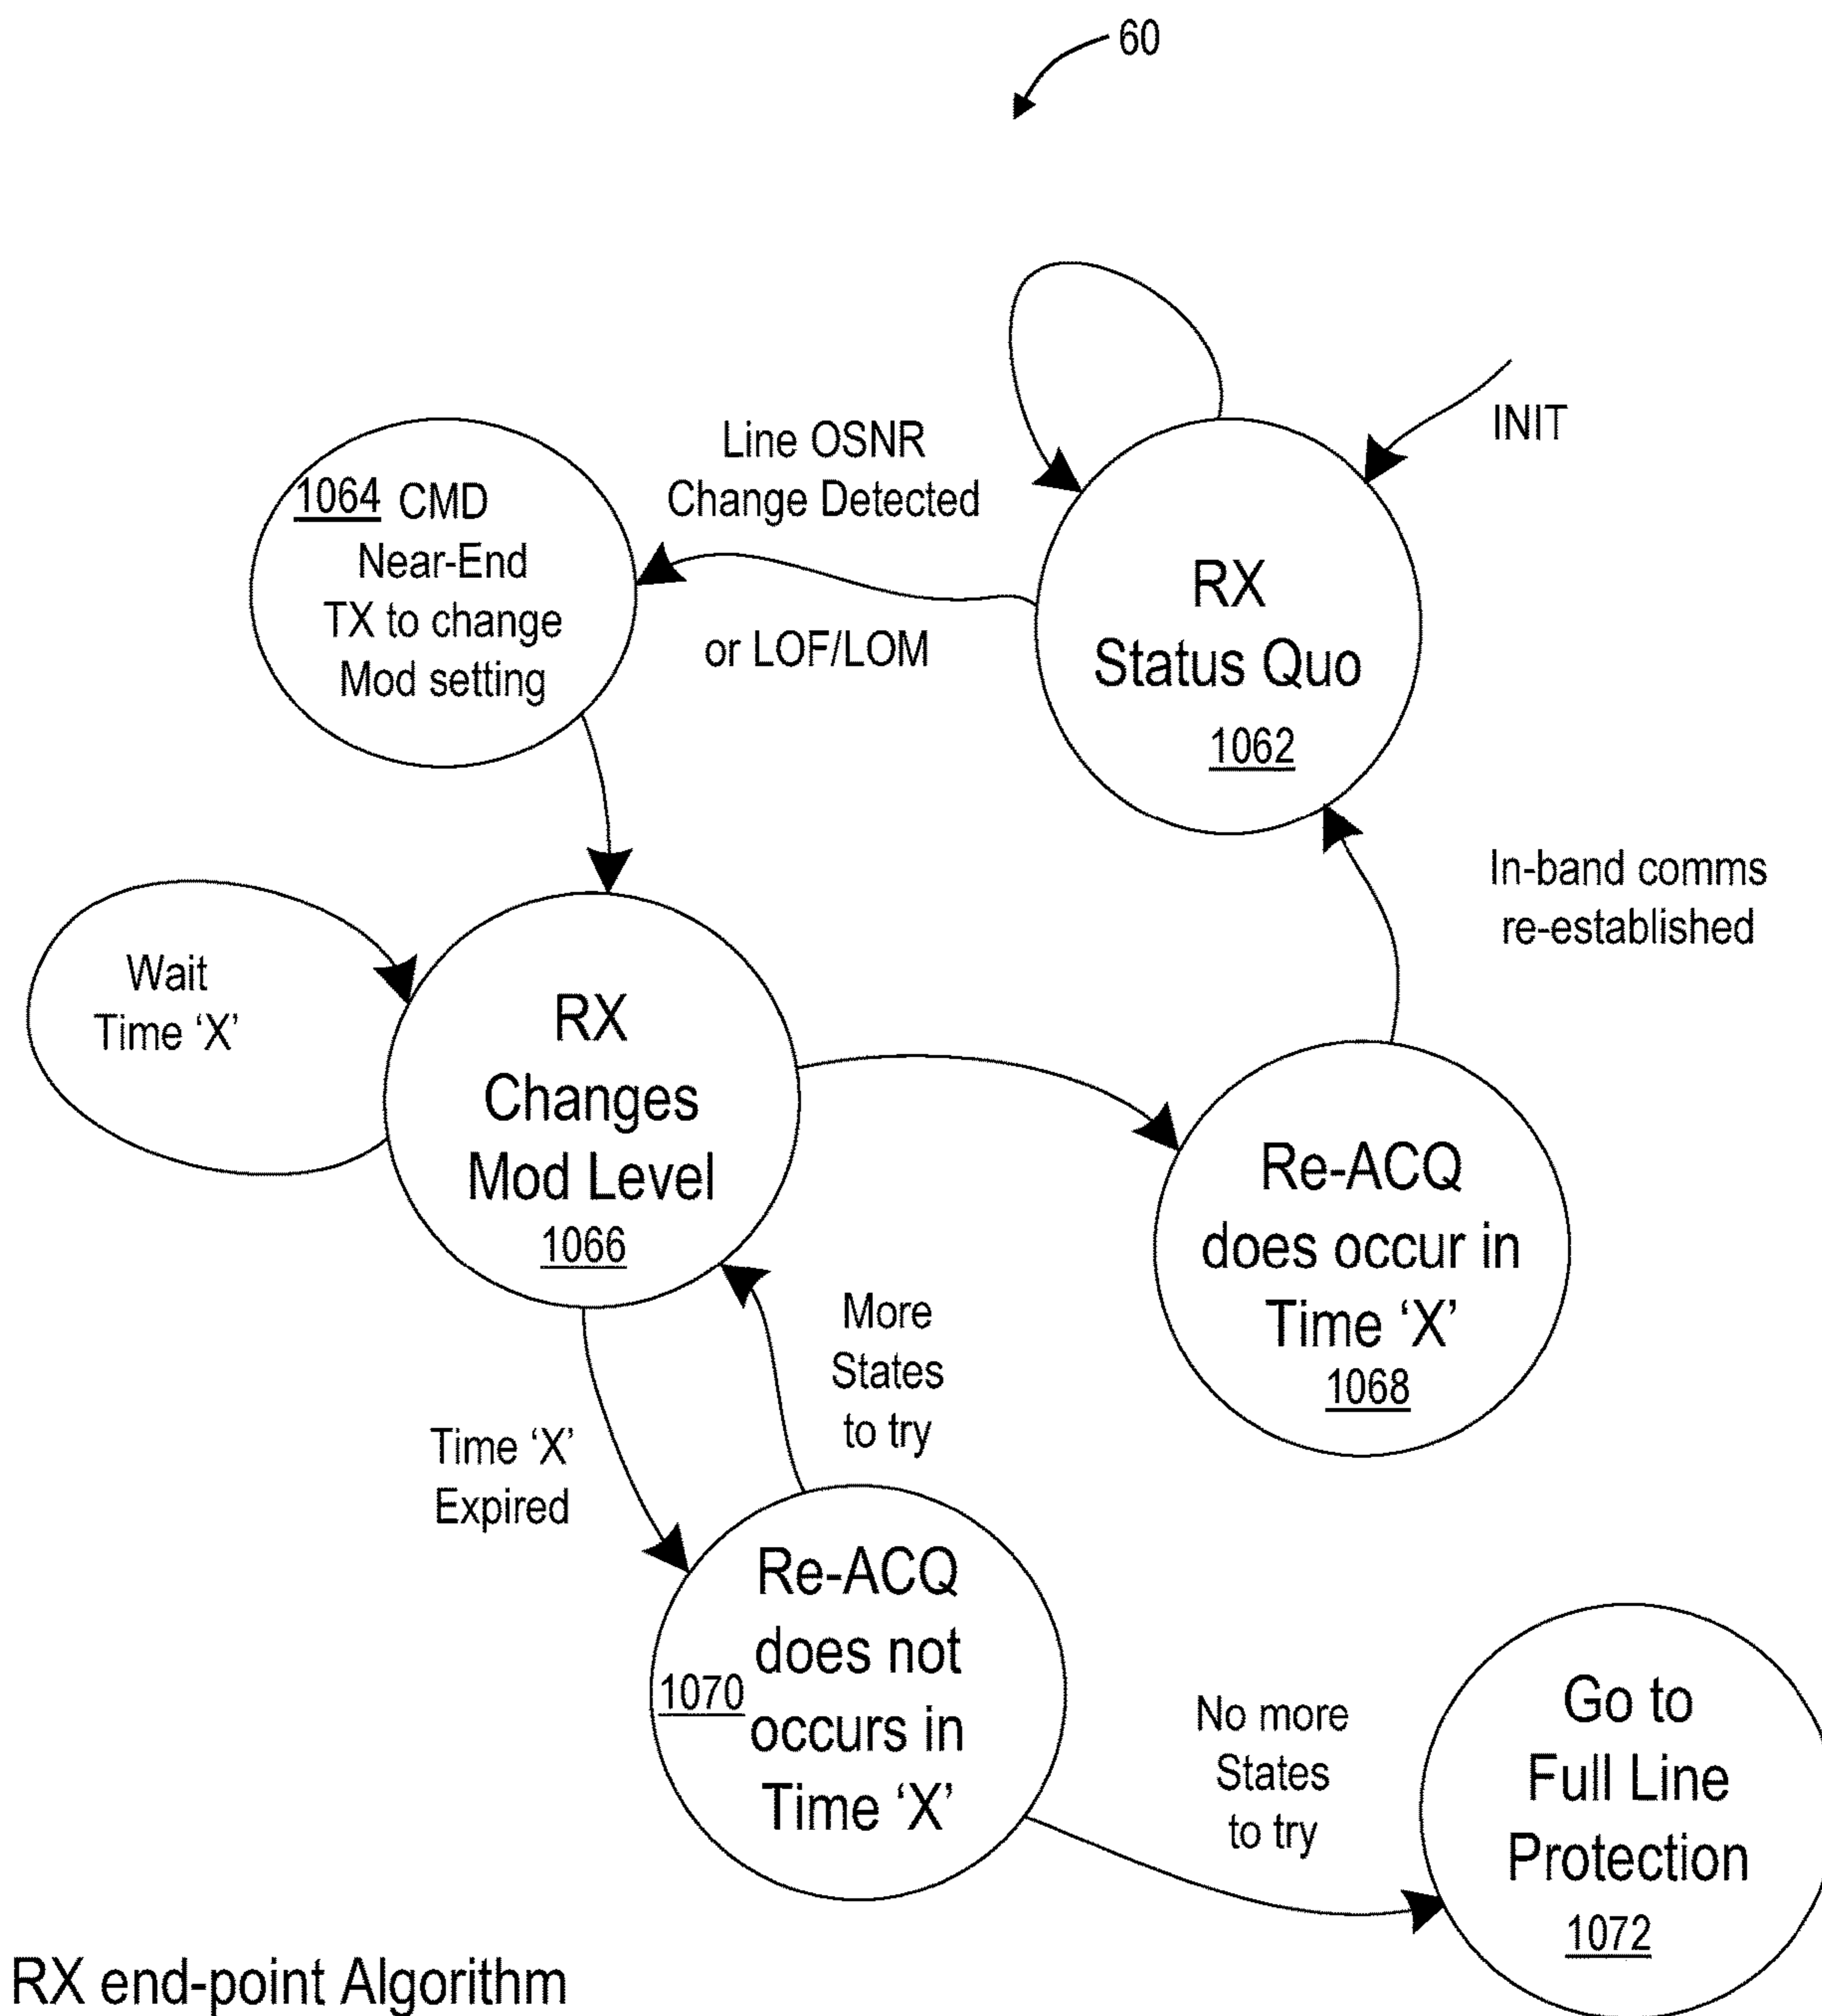 60
INIT
Line OSNR
Change Detected
or LOF/LOM
1064 CMD
Near-End
TX to change
Mod setting
RX
Status Quo
1062
In-band comms
re-established
Wait
Time ‘X’
RX
Changes
Mod Level
1066
Re-ACQ
does occur in
Time ‘X’
1068
More
States
to try
Time ‘X’
Expired
Re-ACQ
does not
1070
occurs in
Time ‘X’
No more
States
to try
Go to
Full Line
Protection
1072
RX end-point Algorithm